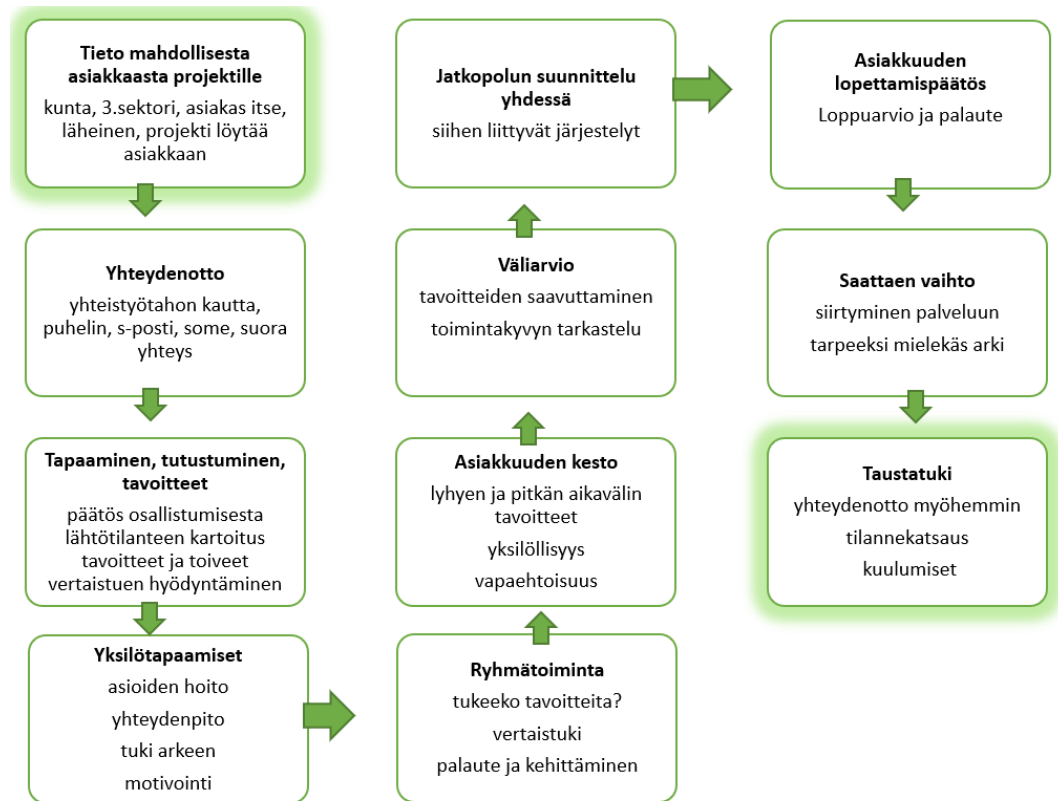 Tieto mahdollisesta
asiakkaasta projektille
kunta, 3.sektori, asiakas itse,
läheinen, projekti löytää
asiakkaan
Yhteydenotto
yhteistyötahon kautta,
puhelin, s-posti, some, suora
yhteys
Tapaaminen, tutustuminen,
tavoitteet
päätös osallistumisesta
lähtötilanteen kartoitus
tavoitteet ja toiveet
vertaistuen hyödyntäminen
Yksilötapaamiset
asioiden hoito
yhteydenpito
tuki arkeen
motivointi
Ryhmätoiminta
tukeeko tavoitteita?
vertaistuki
palaute ja kehittäminen
Asiakkuuden kesto
lyhyen ja pitkän aikavälin
tavoitteet
yksilöllisyys
vapaehtoisuus
Väliarvio
tavoitteiden saavuttaminen
toimintakyvyn tarkastelu
Jatkopolun suunnittelu
yhdessä
siihen liittyvät järjestelyt
Asiakkuuden
lopettamispäätös
Loppuarvio ja palaute
Saattaen vaihto
siirtyminen palveluun
tarpeeksi mielekäs arki
Taustatuki
yhteydenotto myöhemmin
tilannekatsaus
kuulumiset